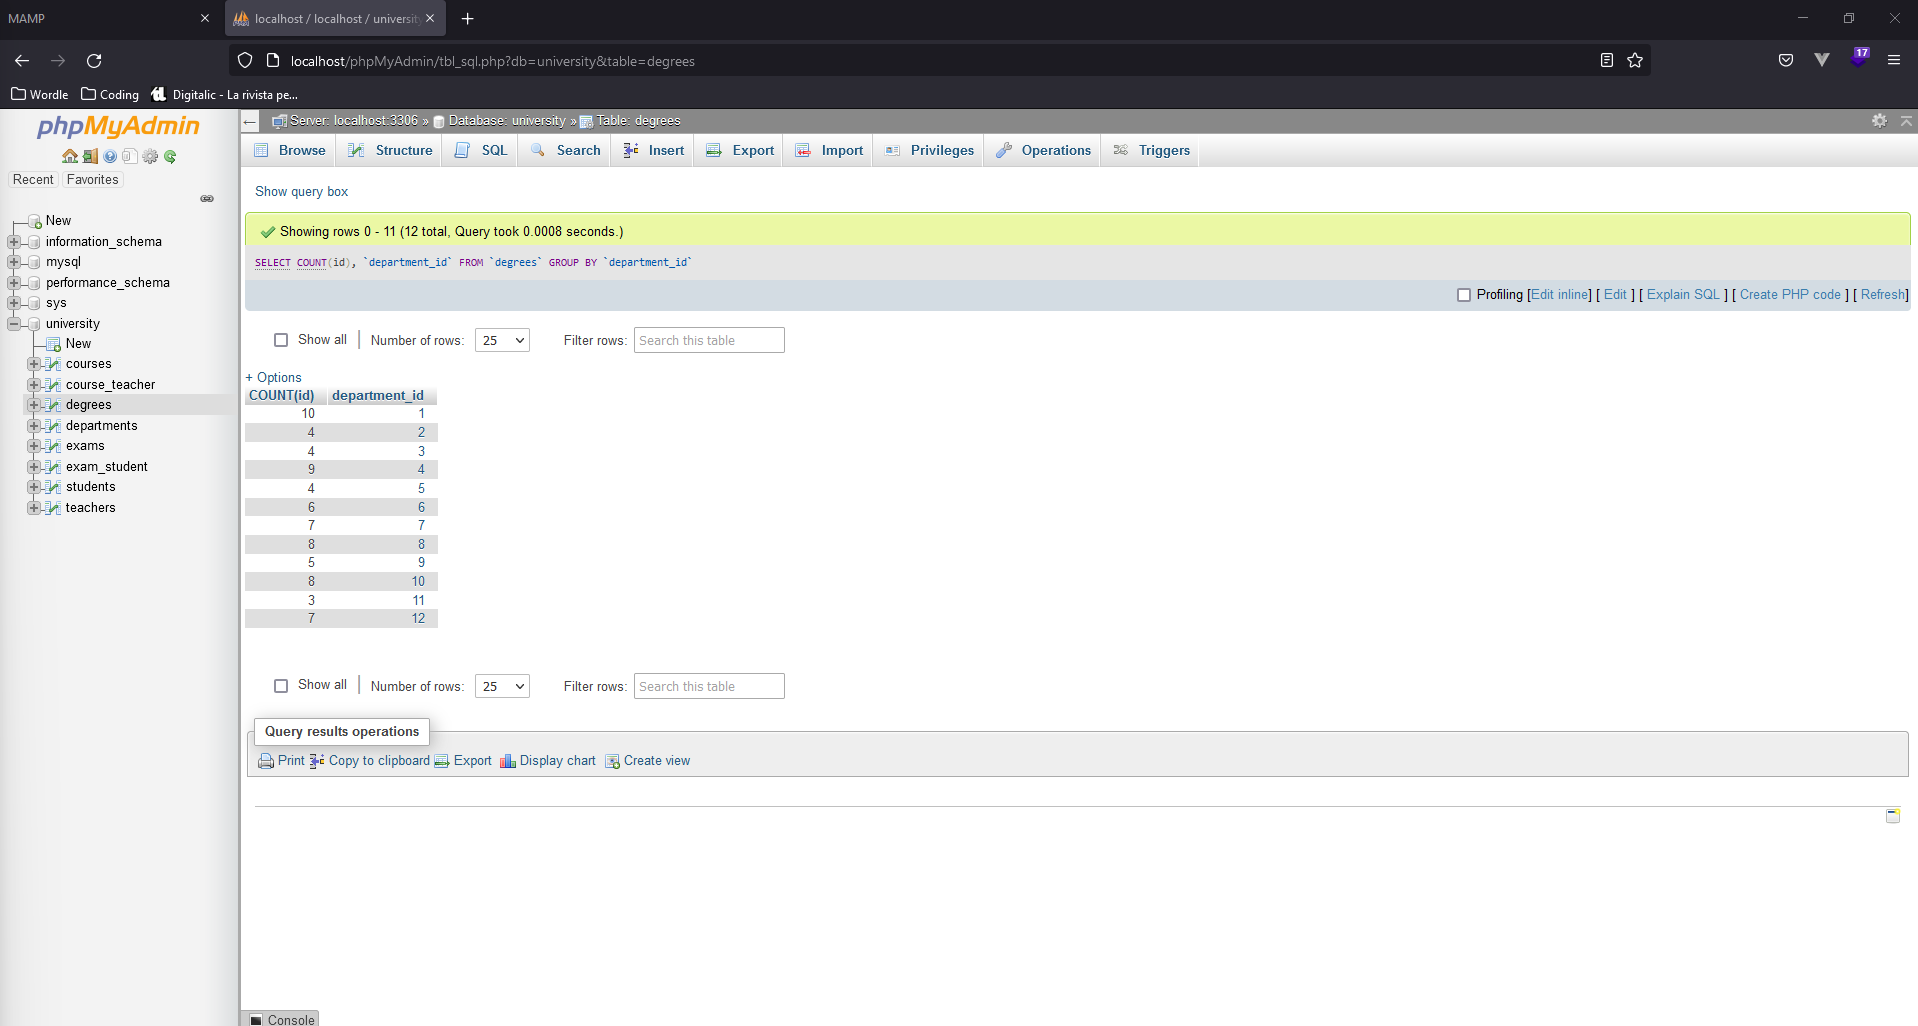 MAMP
localhost / localhost / university
localhost/phpMyAdmin/tbl_sql.php?db=university&table=degrees
17
Wordle
Coding
Digitalic - La rivista pe...
phpMyAdmin
Recent
Favorites
New
information_schema
mysql
performance_schema
sys
university
New
courses
course_teacher
degrees
departments
exams
exam_student
students
teachers
Server: localhost:3306 » Database: university » Table: degrees
Browse
Structure
SQL
Search
Insert
Export
Import
Privileges
Operations
Triggers
Show query box
Showing rows 0 - 11 (12 total, Query took 0.0008 seconds.)
SELECT COUNT(id), `department_id` FROM `degrees` GROUP BY `department_id`
Profiling [Edit inline] [ Edit ] [ Explain SQL ] [ Create PHP code ] [ Refresh]
Show all | Number of rows: 25 Filter rows: Search this table
+ Options
COUNT(id) department_id
10 1
4 2
4 3
9 4
4 5
6 6
7 7
8 8
5 9
8 10
3 11
7 12
Show all | Number of rows: 25 Filter rows: Search this table
Query results operations
Print Copy to clipboard Export Display chart Create view
Console